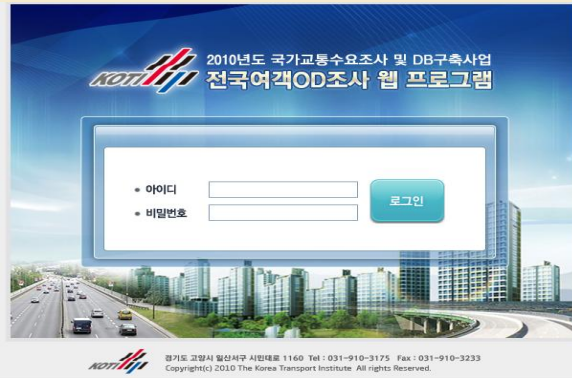 KOTI
2010년도 국가교통수요조사 및 DB구축사업
전국여객OD조사 웹 프로그램
아이디
로그인
비밀번호
KOTI
경기도 고양시 일산서구 시민대로 1160 Tel : 031-910-3175 Fax : 031-910-3233
Copyright(c) 2010 The Korea Transport Institute All rights Reserved.